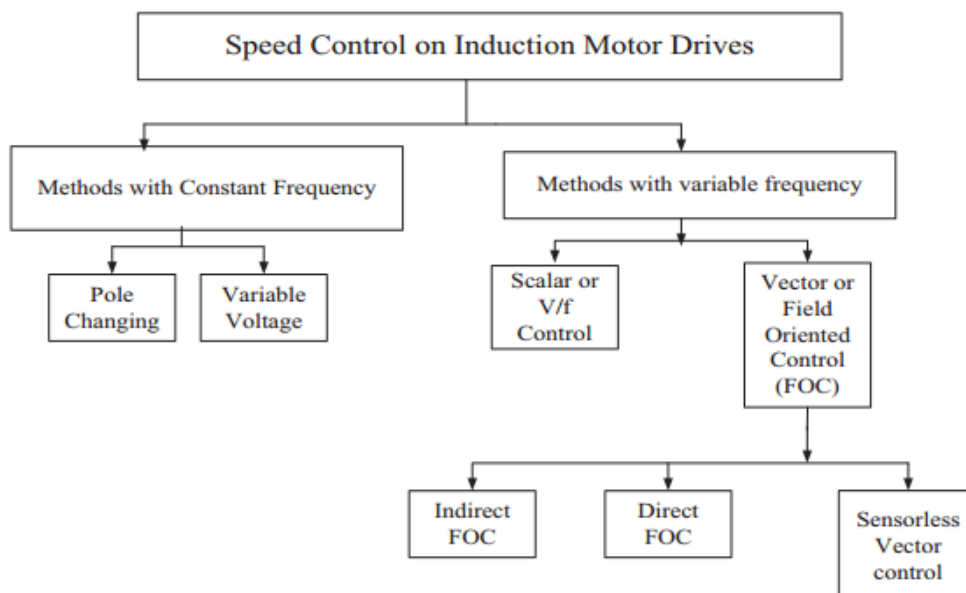 Speed Control on Induction Motor Drives
Methods with Constant Frequency
Methods with variable frequency
Pole
Changing
Variable
Voltage
Scalar or
V/f
Control
Vector or
Field
Oriented
Control
(FOC)
Indirect
FOC
Direct
FOC
Sensorless
Vector
control